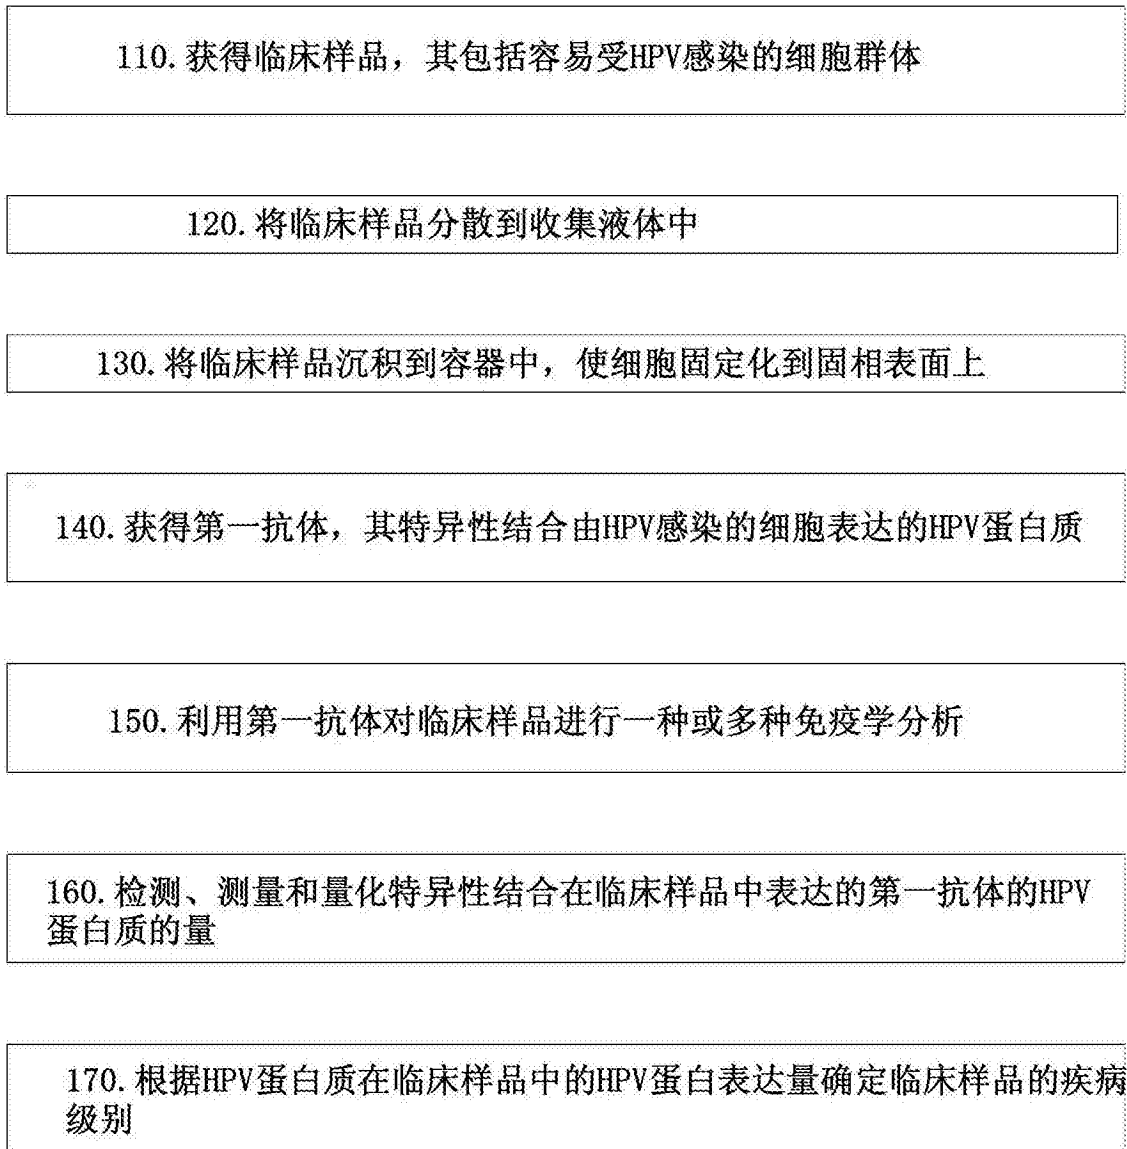 110.获得临床样品，其包括容易受HPV感染的细胞群体
120.将临床样品分散到收集液体中
130.将临床样品沉积到容器中，使细胞固定化到固相表面上
140.获得第一抗体，其特异性结合由HPV感染的细胞表达的HPV蛋白质
150.利用第一抗体对临床样品进行一种或多种免疫学分析
160.检测、测量和量化特异性结合在临床样品中表达的第一抗体的HPV
蛋白质的量
170.根据HPV蛋白质在临床样品中的HPV蛋白表达量确定临床样品的疾病
级别